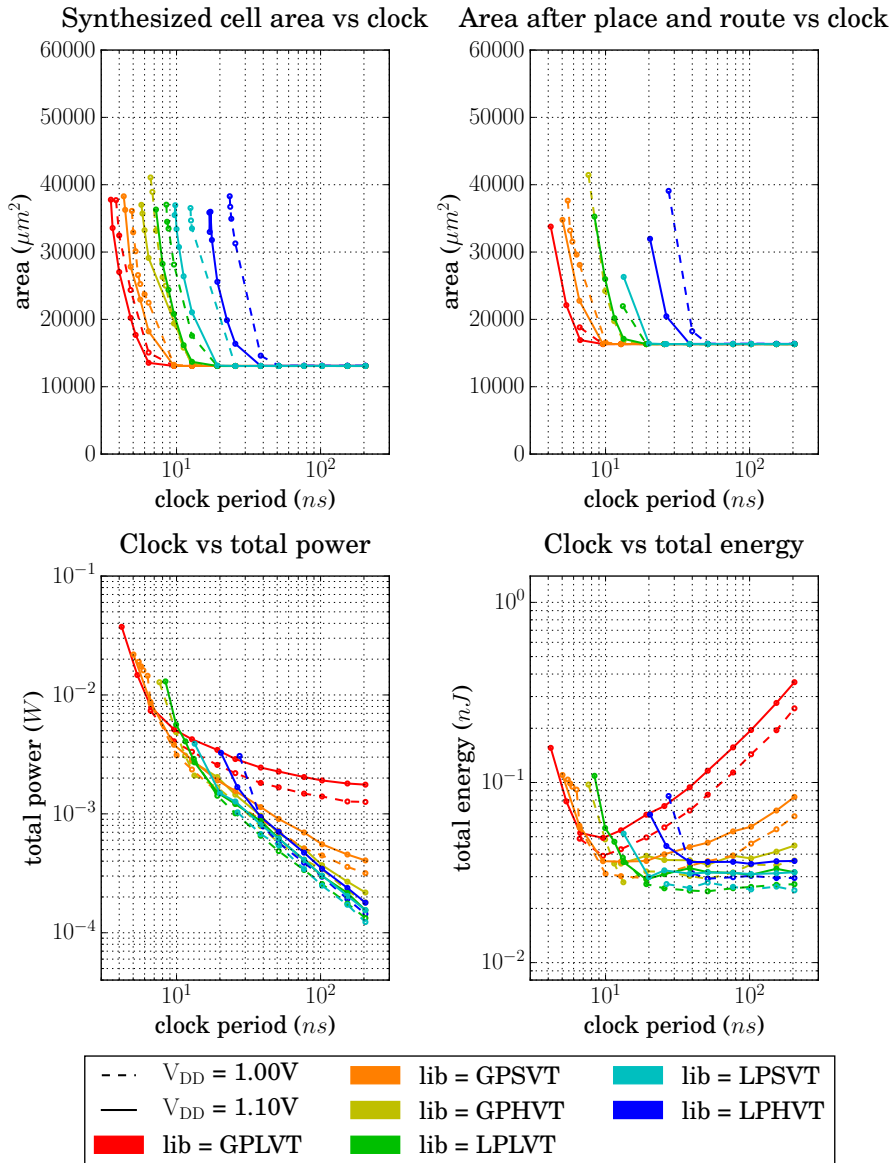 Synthesized cell area vs clock
Area after place and route vs clock
60000
50000
40000
30000
20000
10000
0
area (μm²)
10¹
10²
clock period (ns)
60000
50000
40000
30000
20000
10000
0
area (μm²)
10¹
10²
clock period (ns)
Clock vs total power
10⁻¹
10⁻²
10⁻³
10⁻⁴
total power (W)
10¹
10²
clock period (ns)
Clock vs total energy
10⁰
10⁻¹
10⁻²
total energy (nJ)
10¹
10²
clock period (ns)
V_DD = 1.00V
V_DD = 1.10V
lib = GPLVT
lib = GPSVT
lib = GPHVT
lib = LPLVT
lib = LPSVT
lib = LPHVT